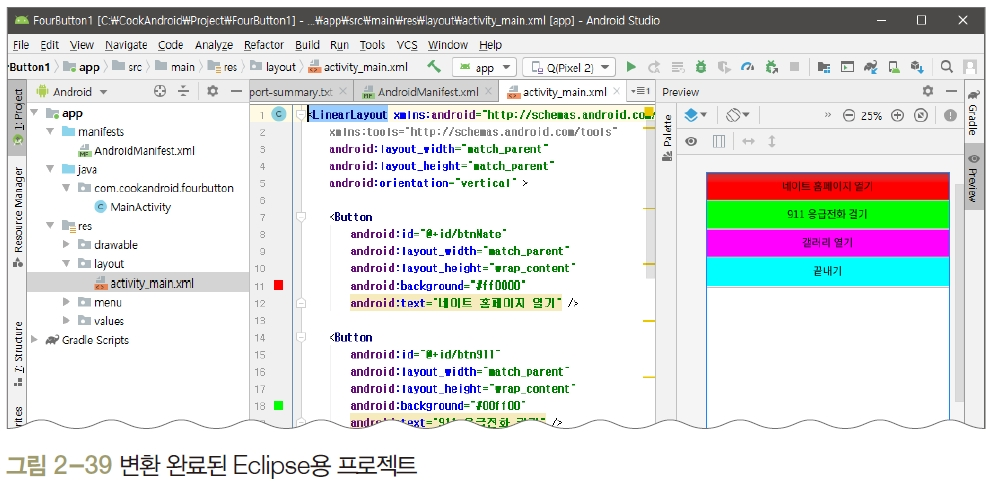 FourButton1 [C:\CookAndroid\Project\FourButton1] - ...\app\src\main\res\layout\activity_main.xml [app] - Android Studio
File Edit View Navigate Code Analyze Refactor Build Run Tools VCS Window Help
Button1 app src main res layout activity_main.xml app Q(Pixel 2)
1: Project
Resource Manager
7: Structure
Android
port-summary.txt AndroidManifest.xml activity_main.xml 1
app
manifests
AndroidManifest.xml
java
com.cookandroid.fourbutton
MainActivity
res
drawable
layout
activity_main.xml
menu
values
Gradle Scripts
1 <LinearLayout xmlns:android="http://schemas.android.com/
2 xmlns:tools="http://schemas.android.com/tools"
3 android:layout_width="match_parent"
4 android:layout_height="match_parent"
5 android:orientation="vertical" >
6
7 <Button
8 android:id="@+id/btnNate"
9 android:layout_width="match_parent"
10 android:layout_height="wrap_content"
11 android:background="#ff0000"
12 android:text="네이트 홈페이지 열기" />
13
14 <Button
15 android:id="@+id/btn911"
16 android:layout_width="match_parent"
17 android:layout_height="wrap_content"
18 android:background="#00ff00"
android:text="911 응급전화 걸기" />
Palette
Preview
25%
네이트 홈페이지 열기
911 응급전화 걸기
갤러리 열기
끝내기
Gradle
Preview
그림 2-39 변환 완료된 Eclipse용 프로젝트